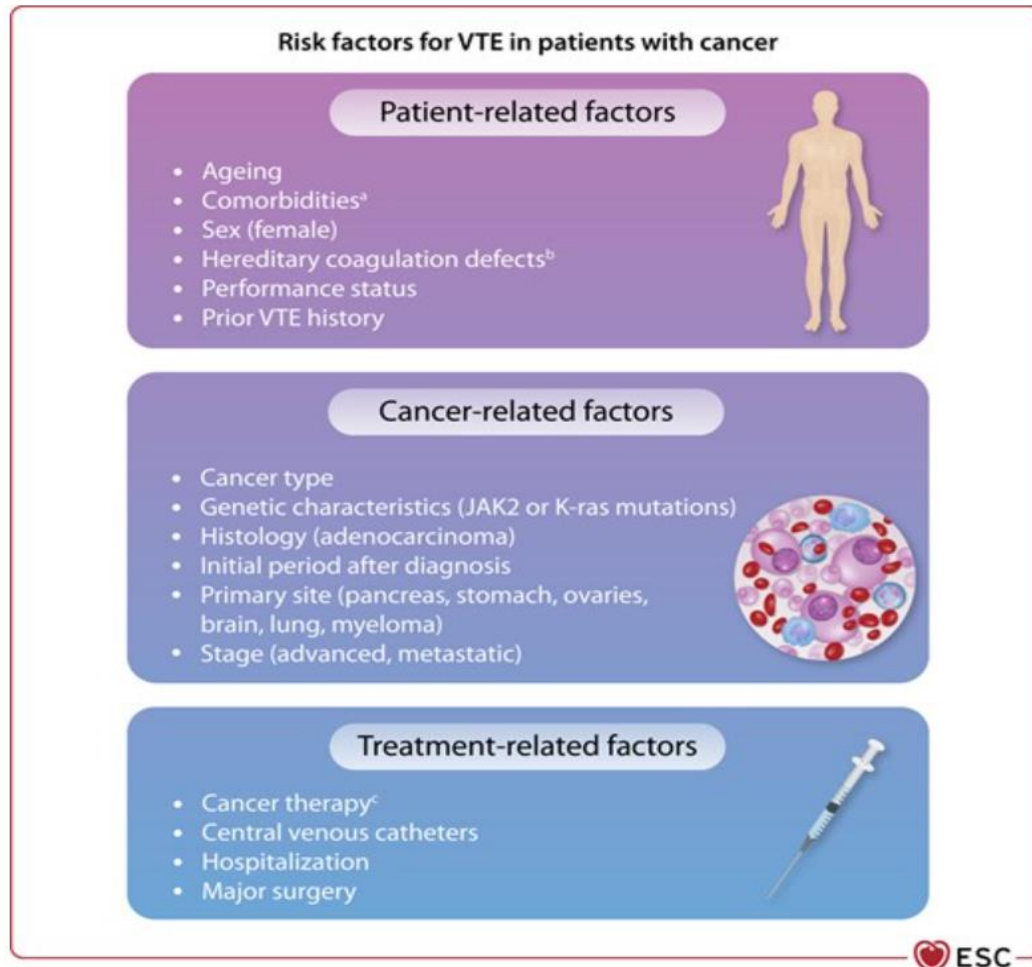 Risk factors for VTE in patients with cancer
Patient-related factors
• Ageing
• Comorbiditiesᵃ
• Sex (female)
• Hereditary coagulation defectsᵇ
• Performance status
• Prior VTE history
Cancer-related factors
• Cancer type
• Genetic characteristics (JAK2 or K-ras mutations)
• Histology (adenocarcinoma)
• Initial period after diagnosis
• Primary site (pancreas, stomach, ovaries,
brain, lung, myeloma)
• Stage (advanced, metastatic)
Treatment-related factors
• Cancer therapyᶜ
• Central venous catheters
• Hospitalization
• Major surgery
ESC